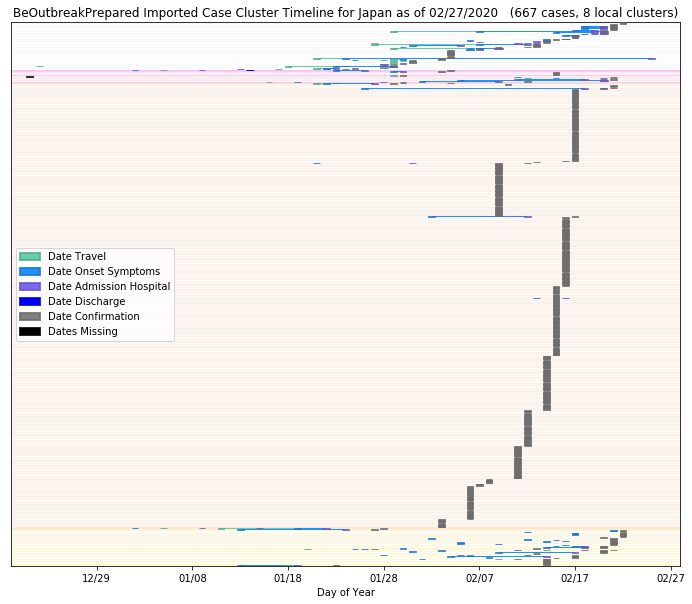 BeOutbreakPrepared Imported Case Cluster Timeline for Japan as of 02/27/2020 (667 cases, 8 local clusters)
Date Travel
Date Onset Symptoms
Date Admission Hospital
Date Discharge
Date Confirmation
Dates Missing
12/29 01/08 01/18 01/28 02/07 02/17 02/27
Day of Year